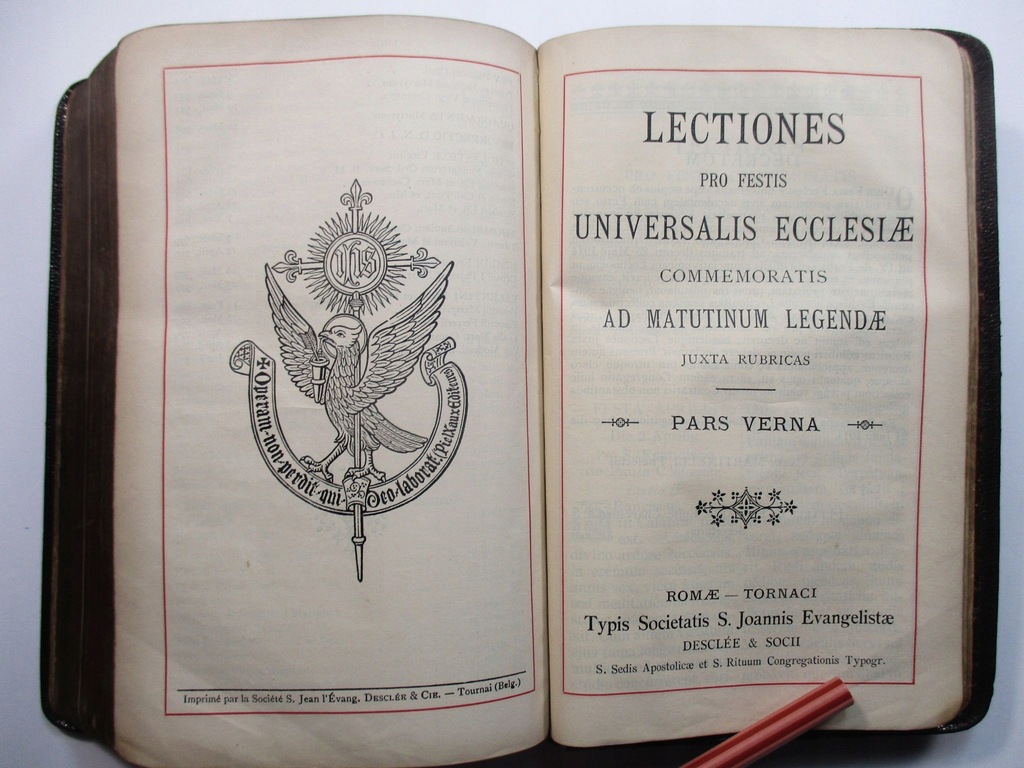 IHS
✠Operam·non·perdit·qui·Deo·laborat.
Editeur
Imprimé par la Société S. Jean l'Évang. DESCLÉE & CIE. — Tournai (Belg.)
LECTIONES
PRO FESTIS
UNIVERSALIS ECCLESIÆ
COMMEMORATIS
AD MATUTINUM LEGENDÆ
JUXTA RUBRICAS
PARS VERNA
ROMÆ — TORNACI
Typis Societatis S. Joannis Evangelistæ
DESCLÉE & SOCII
S. Sedis Apostolicæ et S. Rituum Congregationis Typogr.